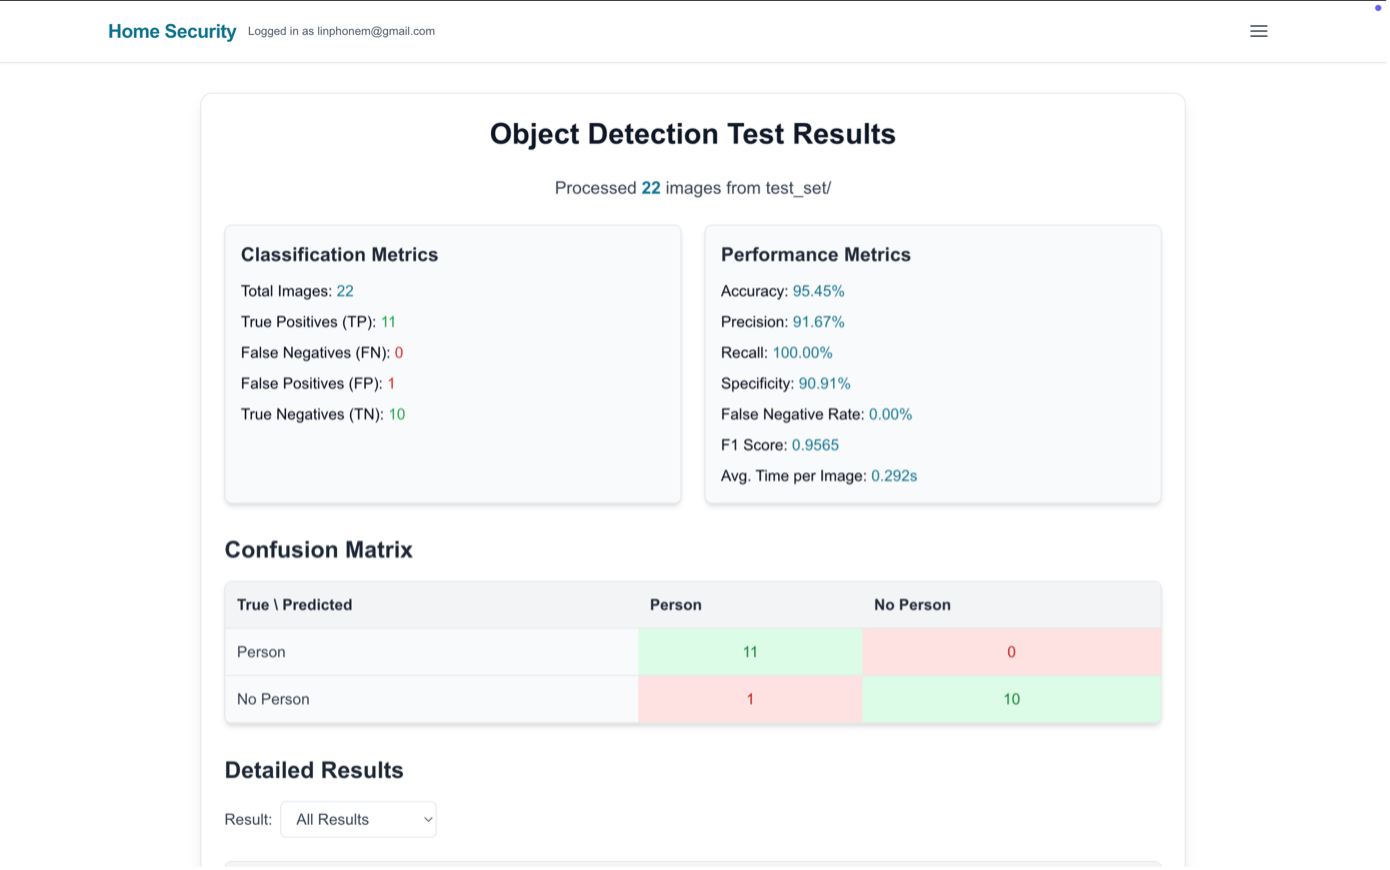 Home Security Logged in as linphonem@gmail.com
Object Detection Test Results
Processed 22 images from test_set/
Classification Metrics
Total Images: 22
True Positives (TP): 11
False Negatives (FN): 0
False Positives (FP): 1
True Negatives (TN): 10
Performance Metrics
Accuracy: 95.45%
Precision: 91.67%
Recall: 100.00%
Specificity: 90.91%
False Negative Rate: 0.00%
F1 Score: 0.9565
Avg. Time per Image: 0.292s
Confusion Matrix
True \ Predicted Person No Person
Person 11 0
No Person 1 10
Detailed Results
Result: All Results